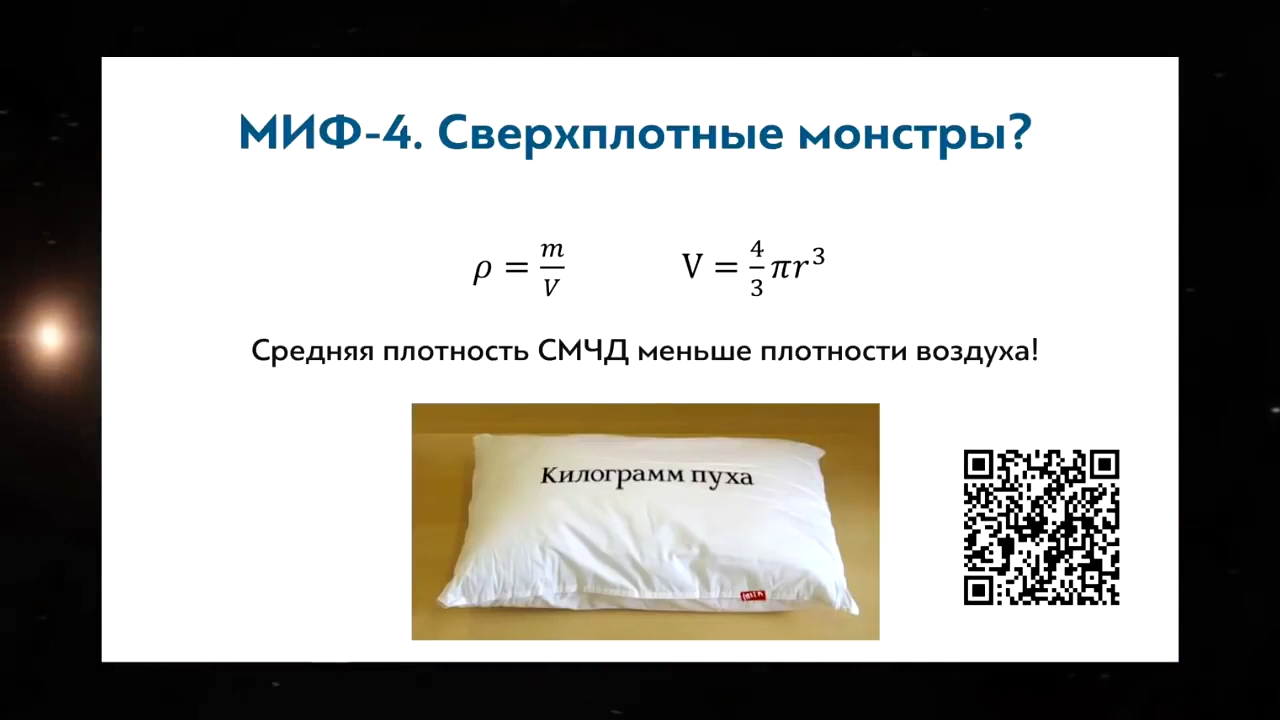 МИФ-4. Сверхплотные монстры?
ρ = m/V V = 4/3 πr³
Средняя плотность СМЧД меньше плотности воздуха!
Килограмм пуха